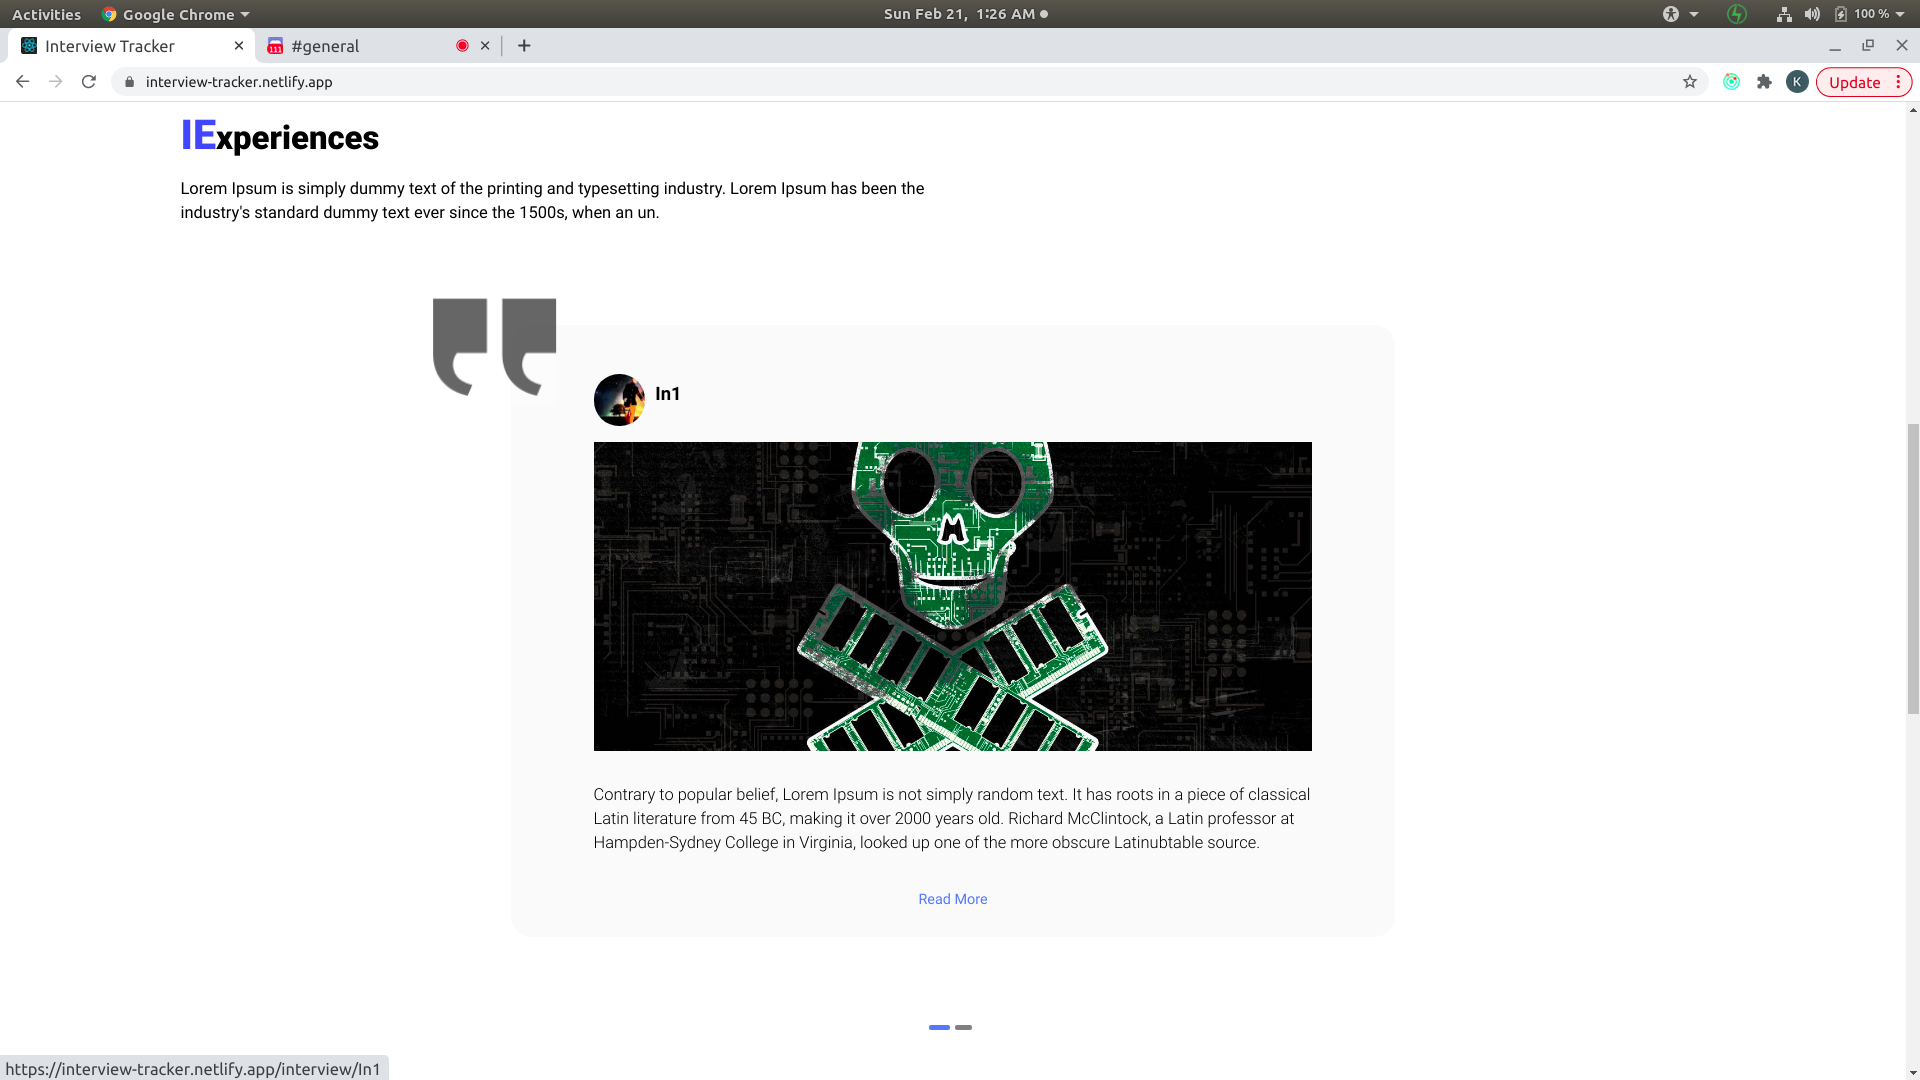 Activities Google Chrome Sun Feb 21, 1:26 AM 100 %
Interview Tracker 111 #general
interview-tracker.netlify.app K Update
IExperiences
Lorem Ipsum is simply dummy text of the printing and typesetting industry. Lorem Ipsum has been the
industry's standard dummy text ever since the 1500s, when an un.
In1
Contrary to popular belief, Lorem Ipsum is not simply random text. It has roots in a piece of classical
Latin literature from 45 BC, making it over 2000 years old. Richard McClintock, a Latin professor at
Hampden-Sydney College in Virginia, looked up one of the more obscure Latinubtable source.
Read More
https://interview-tracker.netlify.app/interview/In1